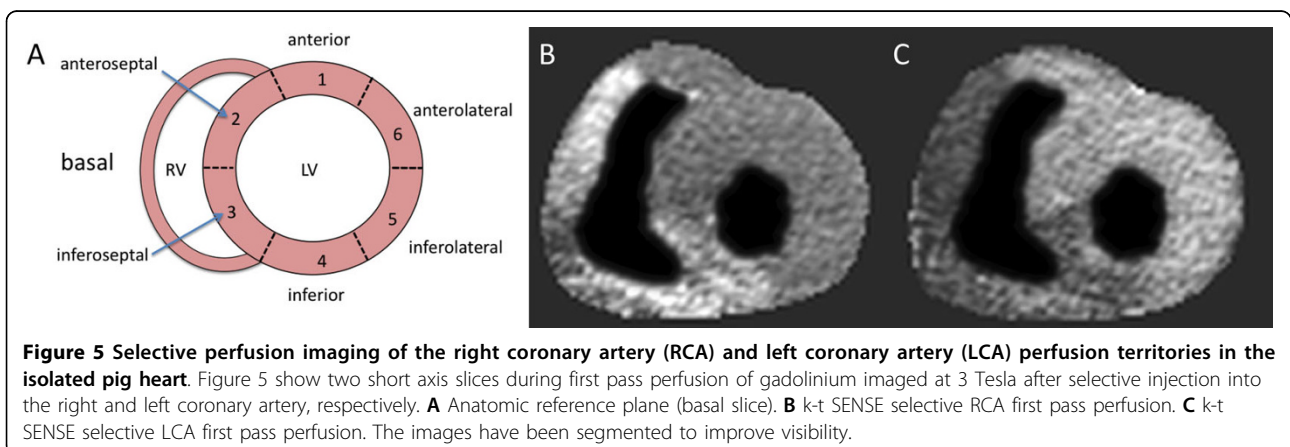 A
anterior
anteroseptal
1
anterolateral
2
6
basal
RV
LV
3
5
inferoseptal
4
inferolateral
inferior
B
C
Figure 5 Selective perfusion imaging of the right coronary artery (RCA) and left coronary artery (LCA) perfusion territories in the
isolated pig heart. Figure 5 show two short axis slices during first pass perfusion of gadolinium imaged at 3 Tesla after selective injection into
the right and left coronary artery, respectively. A Anatomic reference plane (basal slice). B k-t SENSE selective RCA first pass perfusion. C k-t
SENSE selective LCA first pass perfusion. The images have been segmented to improve visibility.